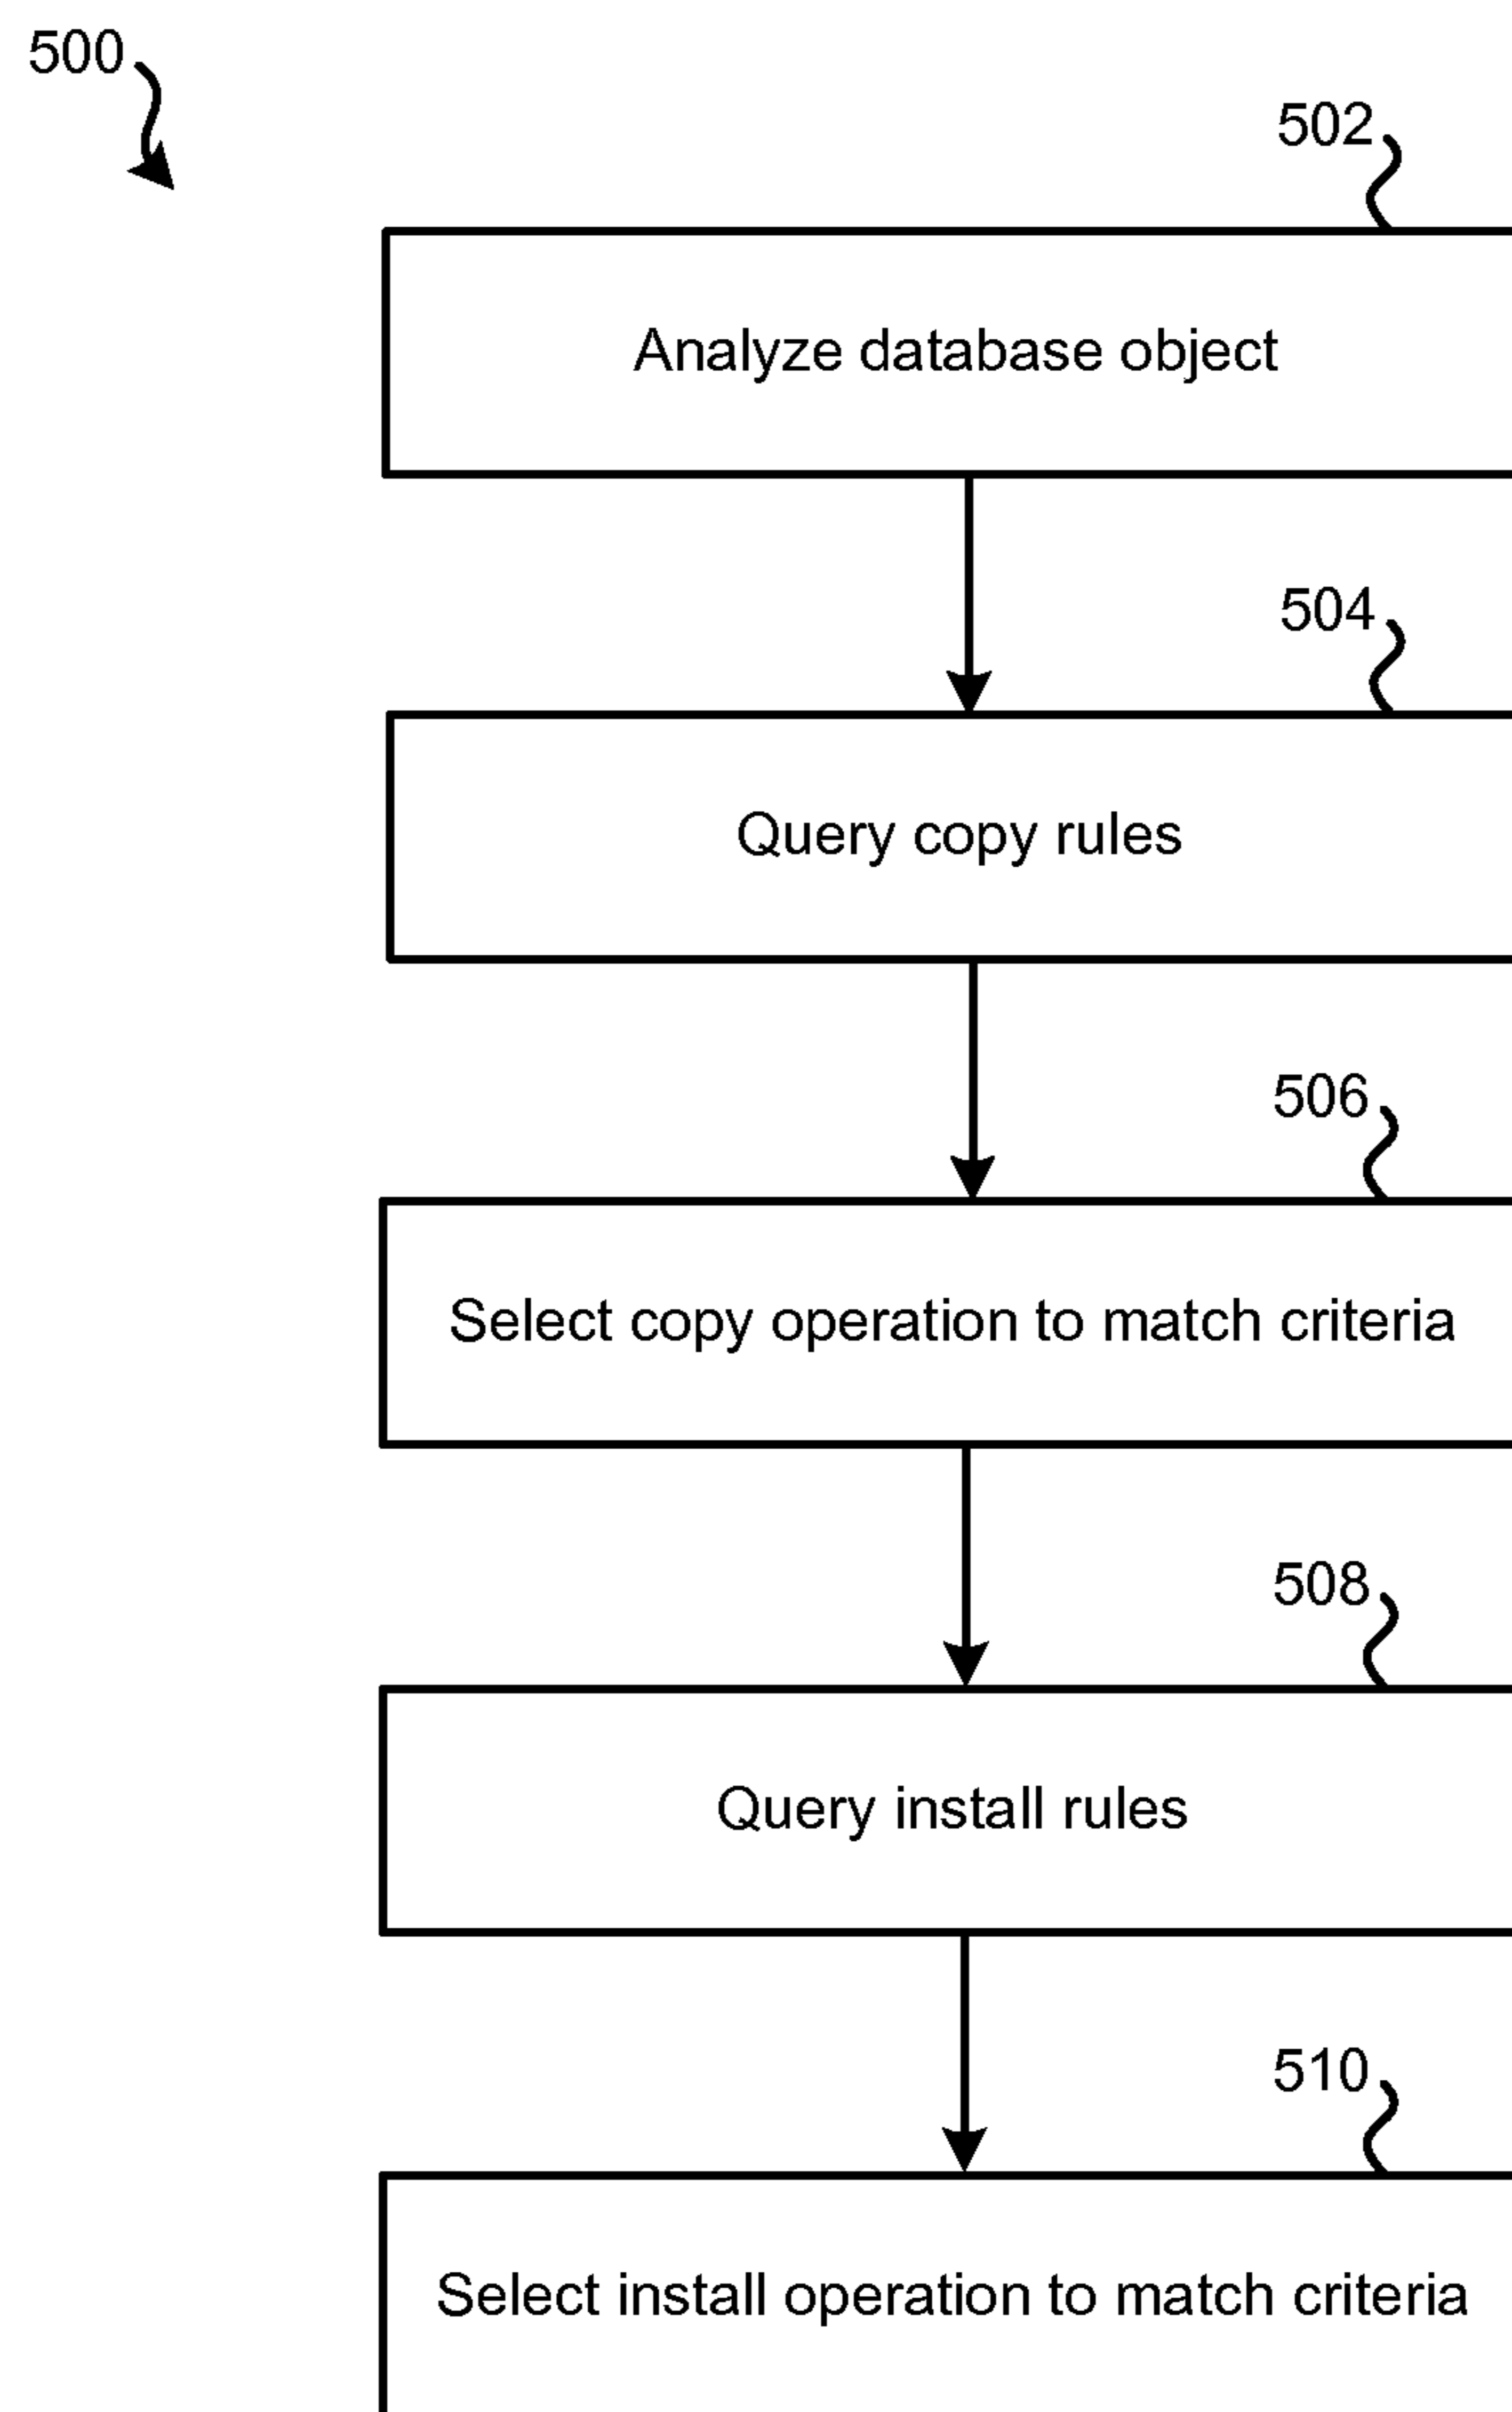 500
502
Analyze database object
504
Query copy rules
506
Select copy operation to match criteria
508
Query install rules
510
Select install operation to match criteria